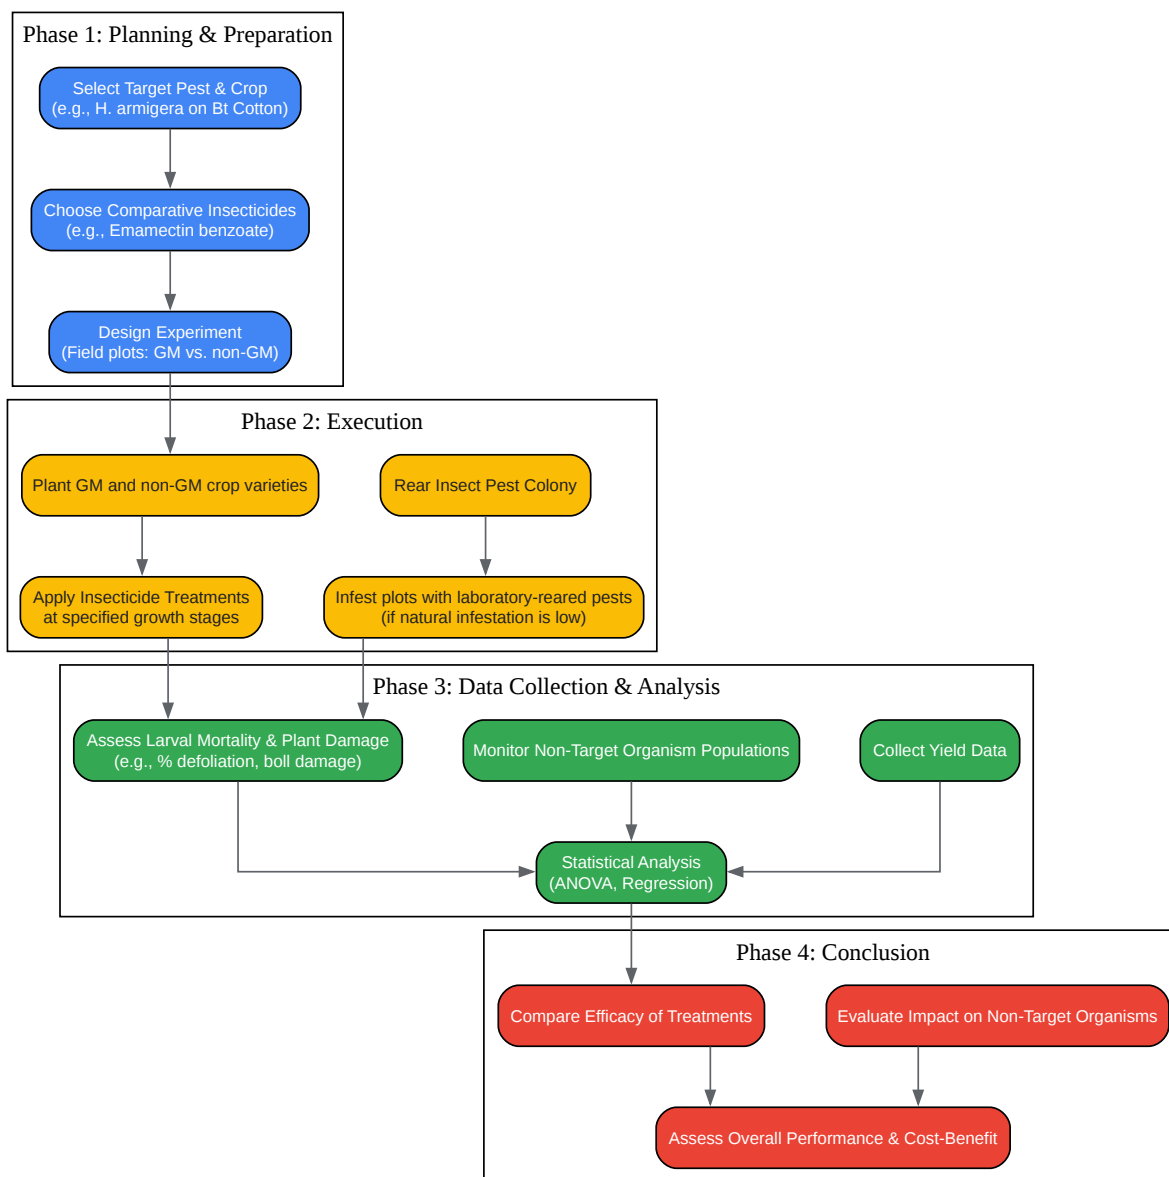 Phase 1: Planning & Preparation
Select Target Pest & Crop
(e.g., H. armigera on Bt Cotton)
Choose Comparative Insecticides
(e.g., Emamectin benzoate)
Design Experiment
(Field plots: GM vs. non-GM)
Phase 2: Execution
Plant GM and non-GM crop varieties
Rear Insect Pest Colony
Apply Insecticide Treatments
at specified growth stages
Infest plots with laboratory-reared pests
(if natural infestation is low)
Phase 3: Data Collection & Analysis
Assess Larval Mortality & Plant Damage
(e.g., % defoliation, boll damage)
Monitor Non-Target Organism Populations
Collect Yield Data
Statistical Analysis
(ANOVA, Regression)
Phase 4: Conclusion
Compare Efficacy of Treatments
Evaluate Impact on Non-Target Organisms
Assess Overall Performance & Cost-Benefit